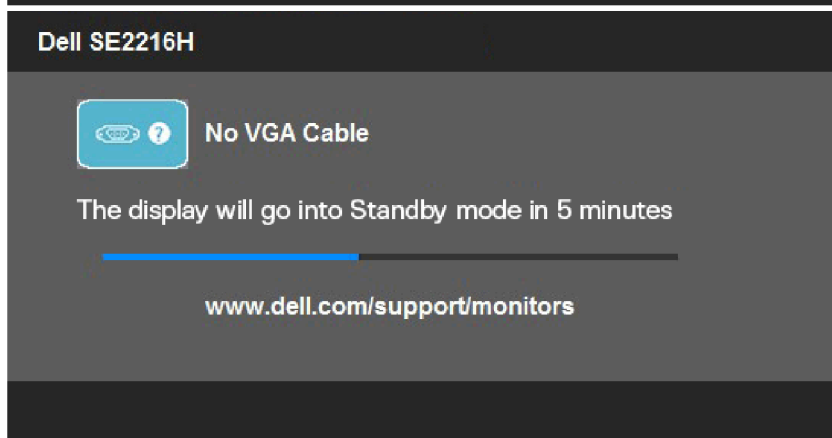 Dell SE2216H
? No VGA Cable
The display will go into Standby mode in 5 minutes
www.dell.com/support/monitors